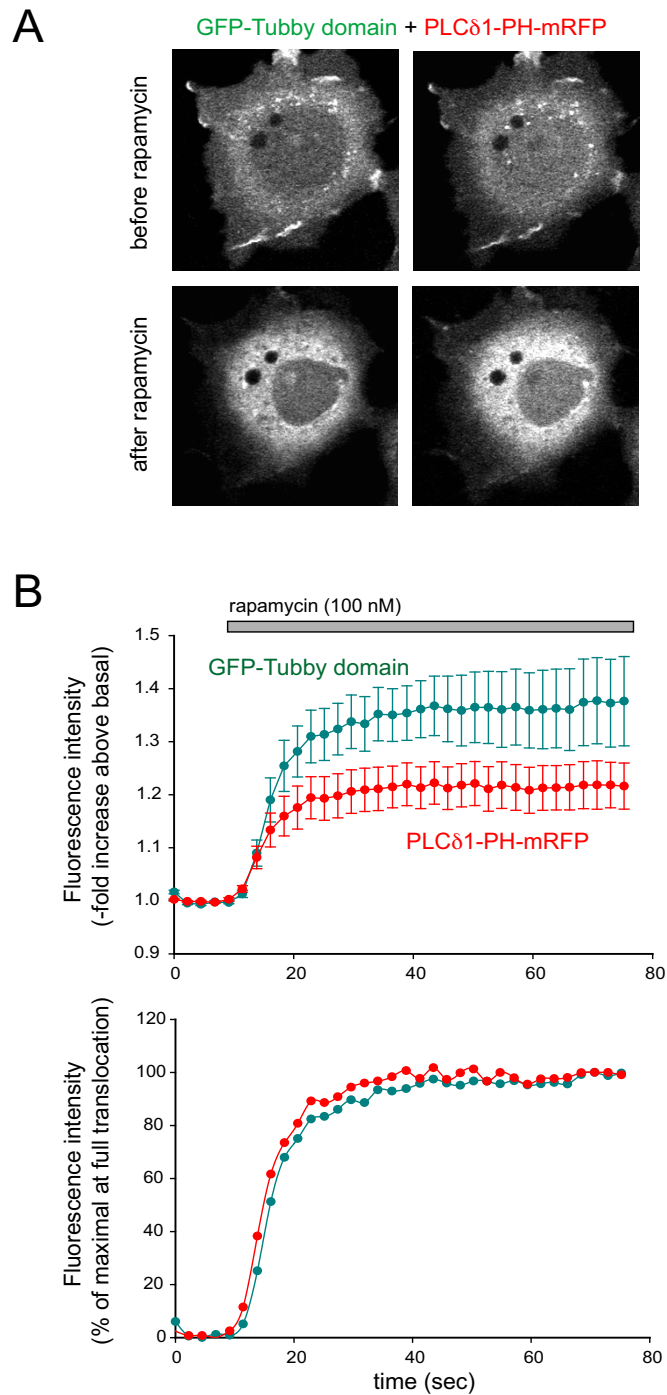 A
GFP-Tubby domain + PLCδ1-PH-mRFP
before rapamycin
after rapamycin
B
rapamycin (100 nM)
1.5
1.4
1.3
1.2
1.1
1.0
0.9
Fluorescence intensity
(-fold increase above basal)
GFP-Tubby domain
PLCδ1-PH-mRFP
0
20
40
60
80
120
100
80
60
40
20
0
Fluorescence intensity
(% of maximal at full translocation)
0
20
40
60
80
time (sec)